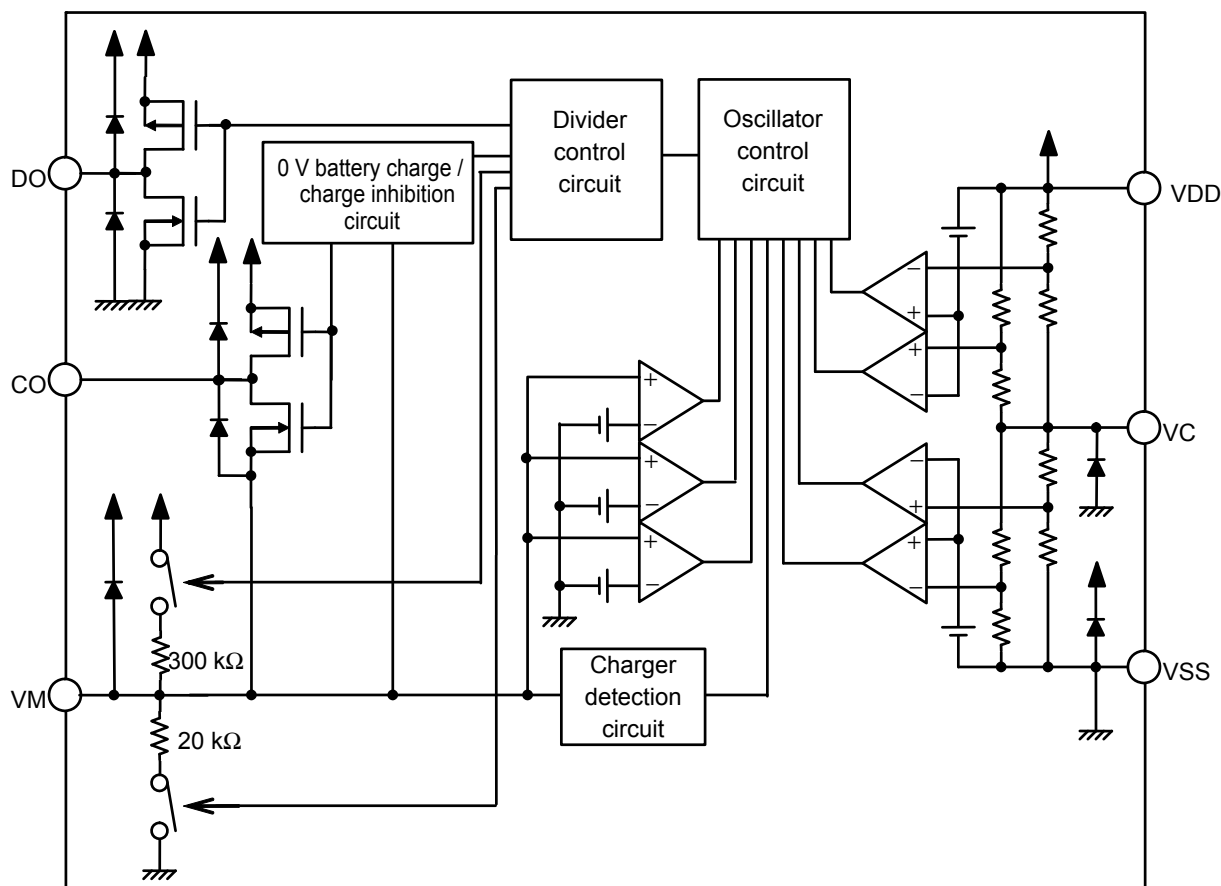 DO
CO
VM
0 V battery charge /
charge inhibition
circuit
Divider
control
circuit
Oscillator
control
circuit
VDD
VC
VSS
−
+
+
−
−
+
+
−
+
−
+
−
+
−
300 kΩ
20 kΩ
Charger
detection
circuit